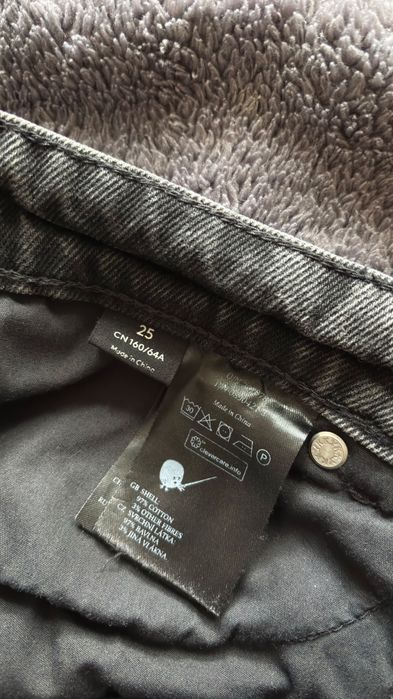 25
CN 160/64A
Made in China
Made in China
30
P
clevercare.info
GB SHELL
97% COTTON
3% OTHER FIBRES
CZ SVRCHNÍ LÁTKA:
97% BAVLNA
3% JINÁ VLÁKNA.